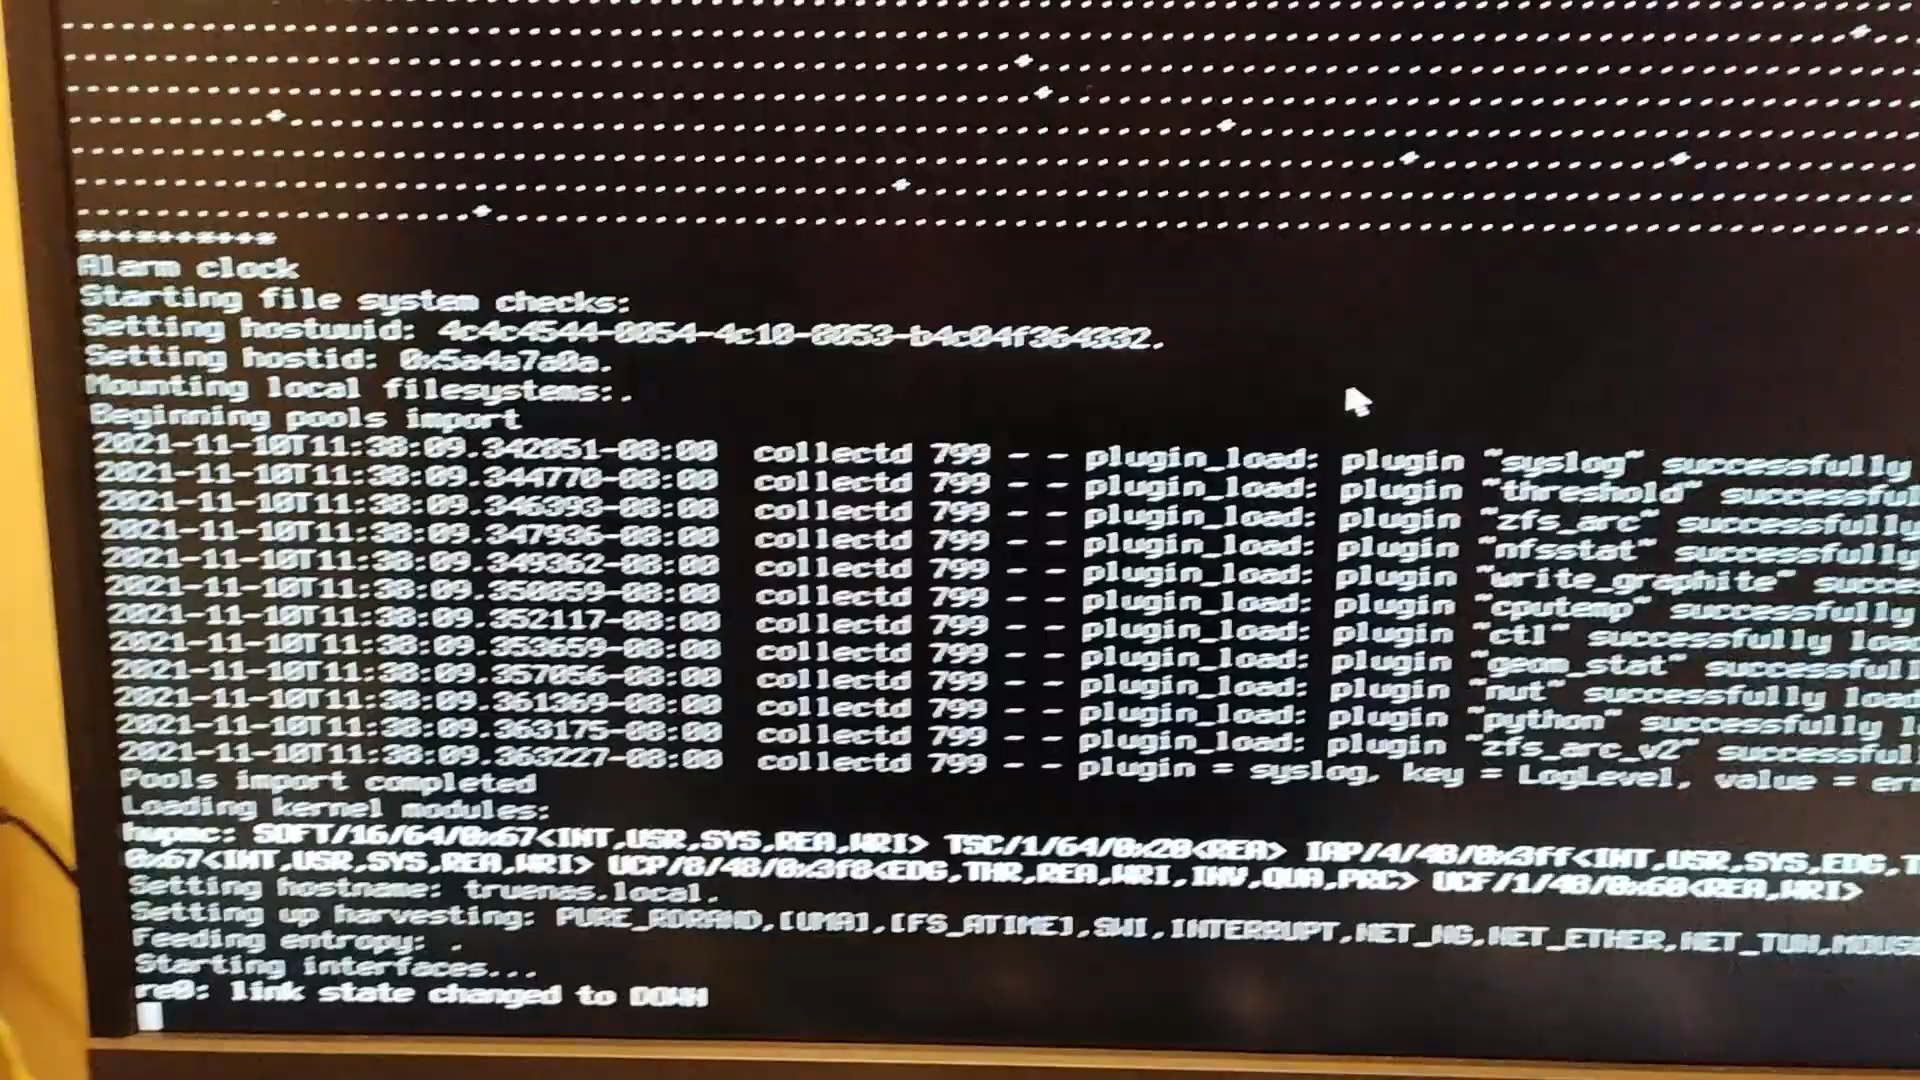 Alarm clock
Starting file system checks:
Setting hostuuid: 4c4c4544-0054-4c10-8053-b4c04f364332.
Setting hostid: 0x5a4a7a0a.
Mounting local filesystems:.
Beginning pools import
2021-11-10T11:38:09.342851-08:00 collectd 799 - - plugin_load: plugin "syslog" successfully
2021-11-10T11:38:09.344770-08:00 collectd 799 - - plugin_load: plugin "threshold" successful
2021-11-10T11:38:09.346393-08:00 collectd 799 - - plugin_load: plugin "zfs_arc" successfully
2021-11-10T11:38:09.347936-08:00 collectd 799 - - plugin_load: plugin "nfsstat" successfully
2021-11-10T11:38:09.349362-08:00 collectd 799 - - plugin_load: plugin "write_graphite" succes
2021-11-10T11:38:09.350859-08:00 collectd 799 - - plugin_load: plugin "cputemp" successfully
2021-11-10T11:38:09.352117-08:00 collectd 799 - - plugin_load: plugin "ctl" successfully load
2021-11-10T11:38:09.353659-08:00 collectd 799 - - plugin_load: plugin "geom_stat" successfull
2021-11-10T11:38:09.357056-08:00 collectd 799 - - plugin_load: plugin "nut" successfully load
2021-11-10T11:38:09.361369-08:00 collectd 799 - - plugin_load: plugin "python" successfully l
2021-11-10T11:38:09.363175-08:00 collectd 799 - - plugin_load: plugin "zfs_arc_v2" successful
2021-11-10T11:38:09.363227-08:00 collectd 799 - - plugin = syslog, key = LogLevel, value = err
Pools import completed
Loading kernel modules:
hwpmc: SOFT/16/64/0x67<INT,USR,SYS,REA,WRI> TSC/1/64/0x20<REA> IAP/4/48/0x3ff<INT,USR,SYS,EDG,T
0x67<INT,USR,SYS,REA,WRI> UCP/8/48/0x3f8<EDG,THR,REA,WRI,INV,QUA,PRC> UCF/1/48/0x60<REA,WRI>
Setting hostname: truenas.local.
Setting up harvesting: PURE_RDRAND,[UMA],[FS_ATIME],SWI,INTERRUPT,NET_NG,NET_ETHER,NET_TUN,MOUSE
Feeding entropy: .
Starting interfaces...
re0: link state changed to DOWN